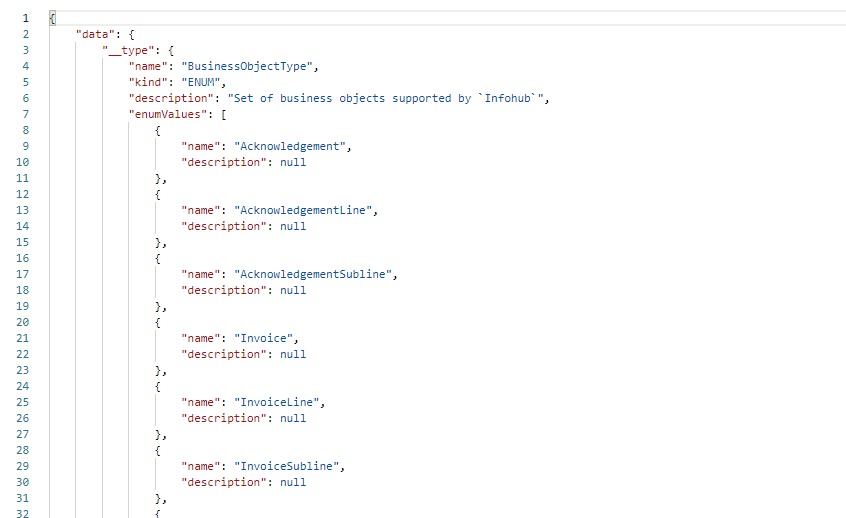 1 {
2 "data": {
3 "__type": {
4 "name": "BusinessObjectType",
5 "kind": "ENUM",
6 "description": "Set of business objects supported by `Infohub`",
7 "enumValues": [
8 {
9 "name": "Acknowledgement",
10 "description": null
11 },
12 {
13 "name": "AcknowledgementLine",
14 "description": null
15 },
16 {
17 "name": "AcknowledgementSubline",
18 "description": null
19 },
20 {
21 "name": "Invoice",
22 "description": null
23 },
24 {
25 "name": "InvoiceLine",
26 "description": null
27 },
28 {
29 "name": "InvoiceSubline",
30 "description": null
31 },
32 {